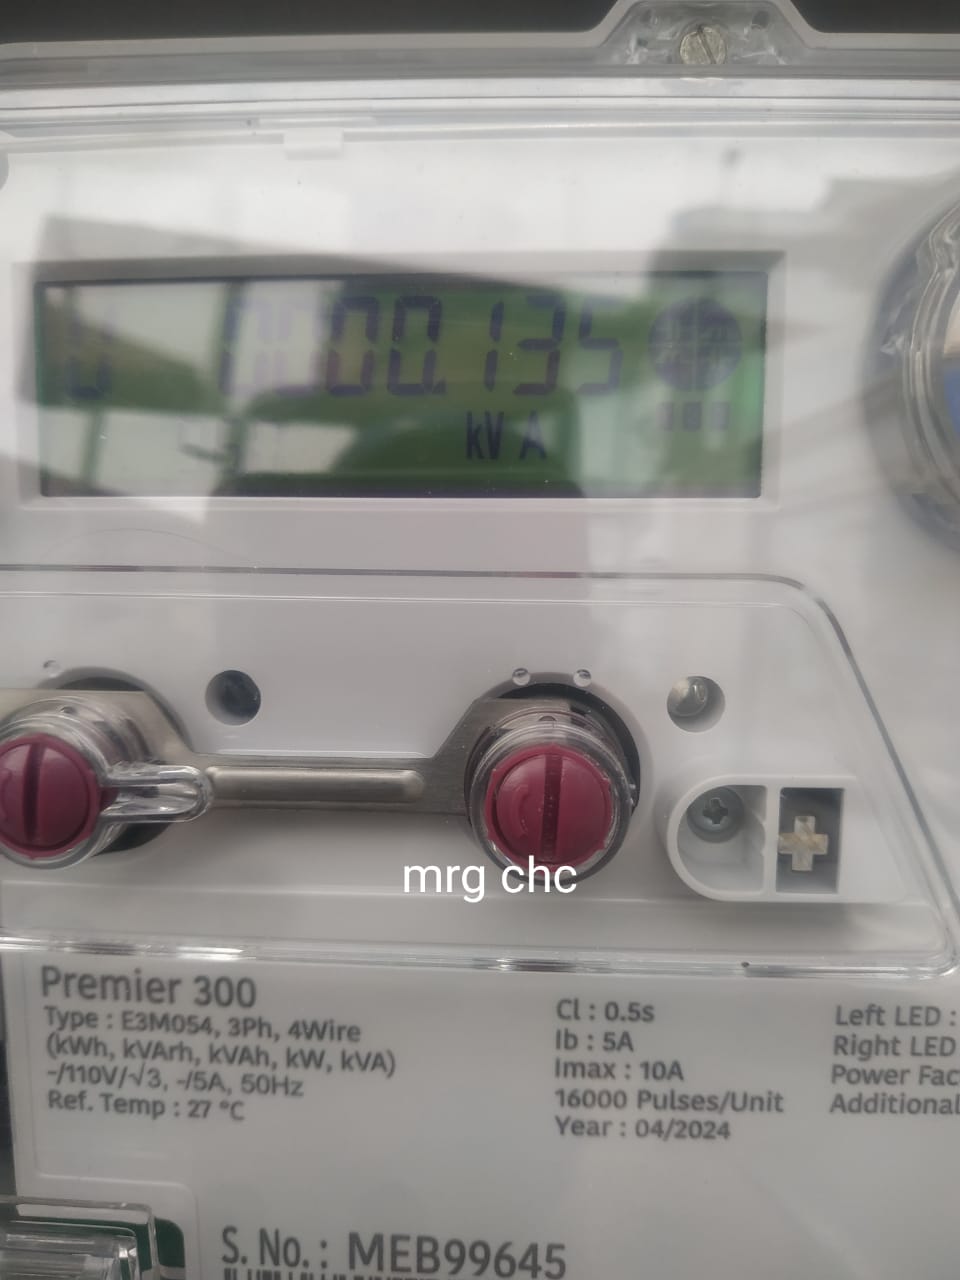 0000.135
kVA
mrg chc
Premier 300
Type : E3M054, 3Ph, 4Wire
(kWh, kVArh, kVAh, kW, kVA)
-/110V/√3, -/5A, 50Hz
Ref. Temp : 27 °C
Cl : 0.5s
Ib : 5A
Imax : 10A
16000 Pulses/Unit
Year : 04/2024
Left LED :
Right LED
Power
Additional
S. No. : MEB99645